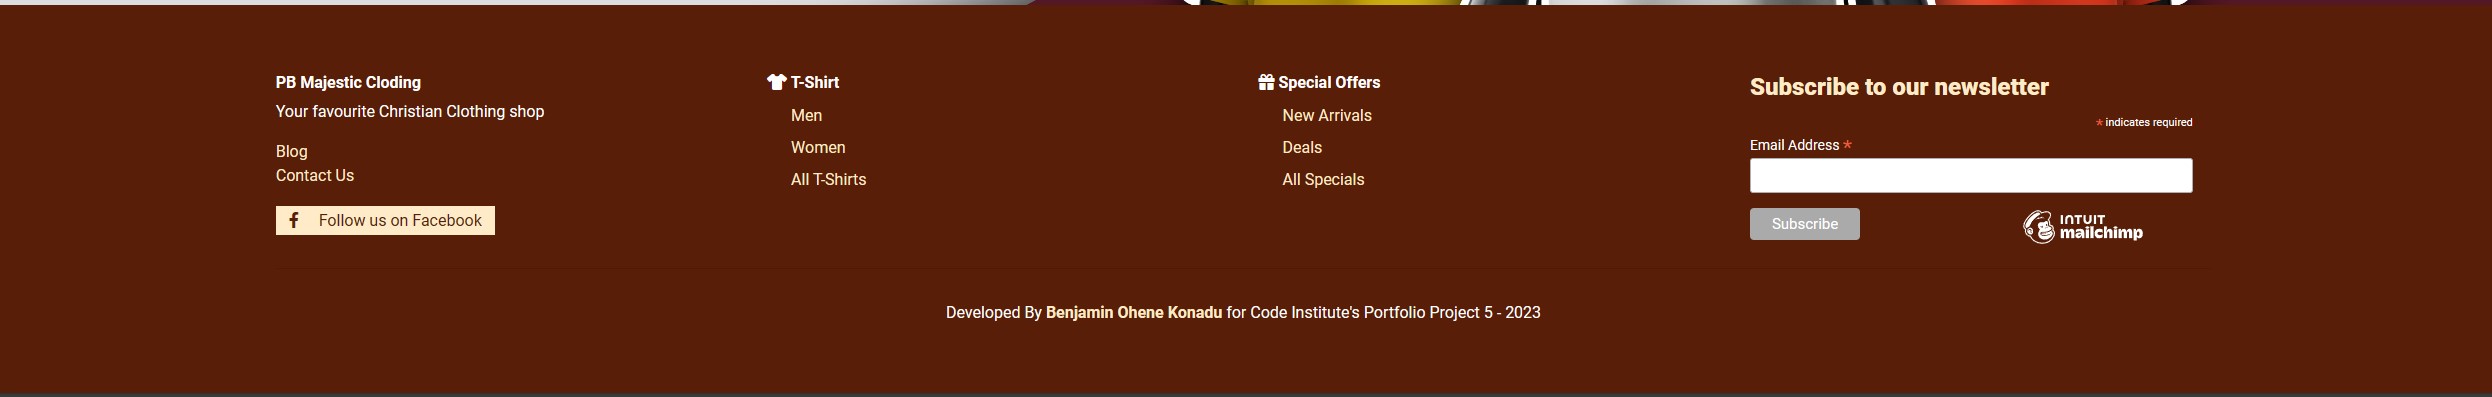 PB Majestic Cloding
Your favourite Christian Clothing shop
Blog
Contact Us
Follow us on Facebook
T-Shirt
Men
Women
All T-Shirts
Special Offers
New Arrivals
Deals
All Specials
Subscribe to our newsletter
* indicates required
Email Address *
Subscribe
INTUIT
mailchimp
Developed By Benjamin Ohene Konadu for Code Institute's Portfolio Project 5 - 2023